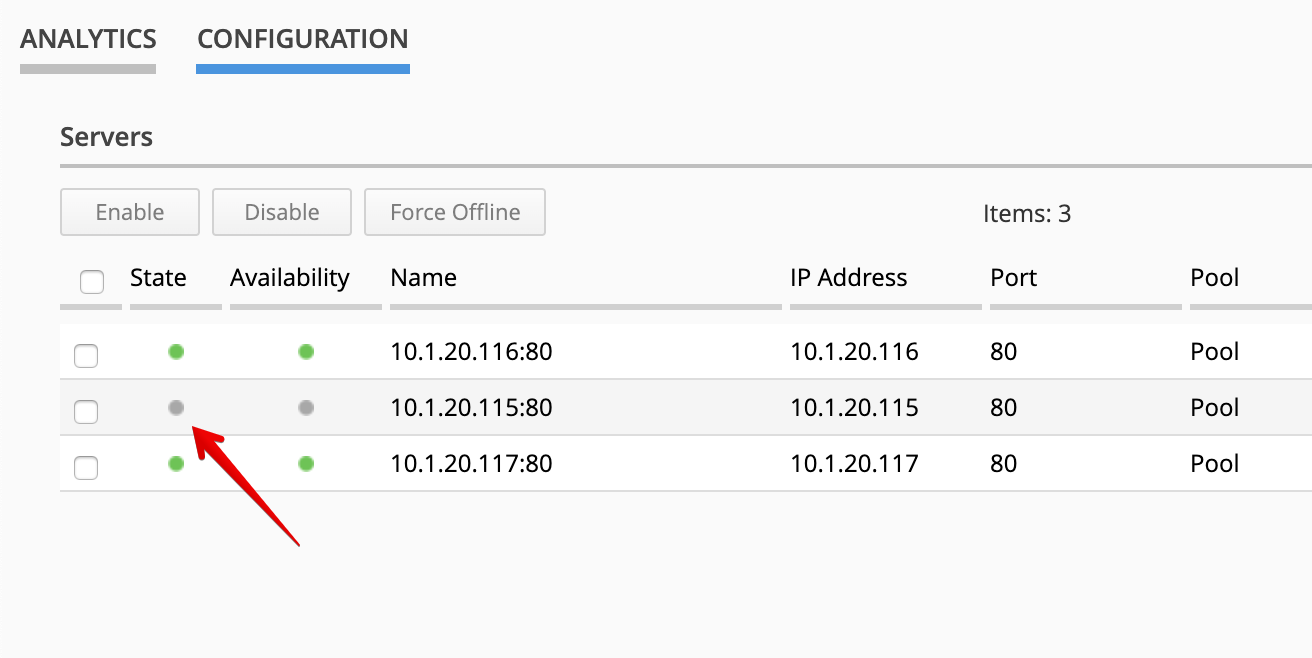 ANALYTICS CONFIGURATION
Servers
Enable Disable Force Offline Items: 3
State Availability Name IP Address Port Pool
10.1.20.116:80 10.1.20.116 80 Pool
10.1.20.115:80 10.1.20.115 80 Pool
10.1.20.117:80 10.1.20.117 80 Pool